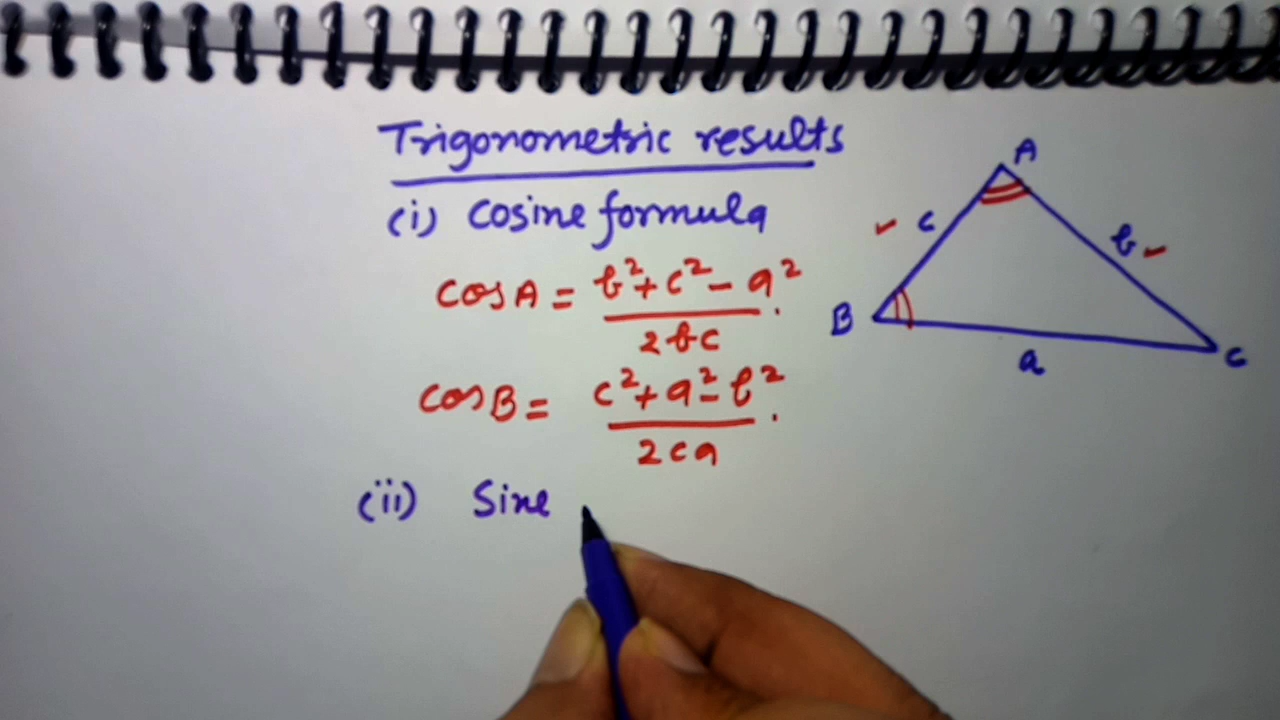 Trigonometric results
(i) Cosine formula
cos A = b² + c² - a² / 2bc.
cos B = c² + a² - b² / 2ca.
(ii) Sine
A
c
b
B
a
C